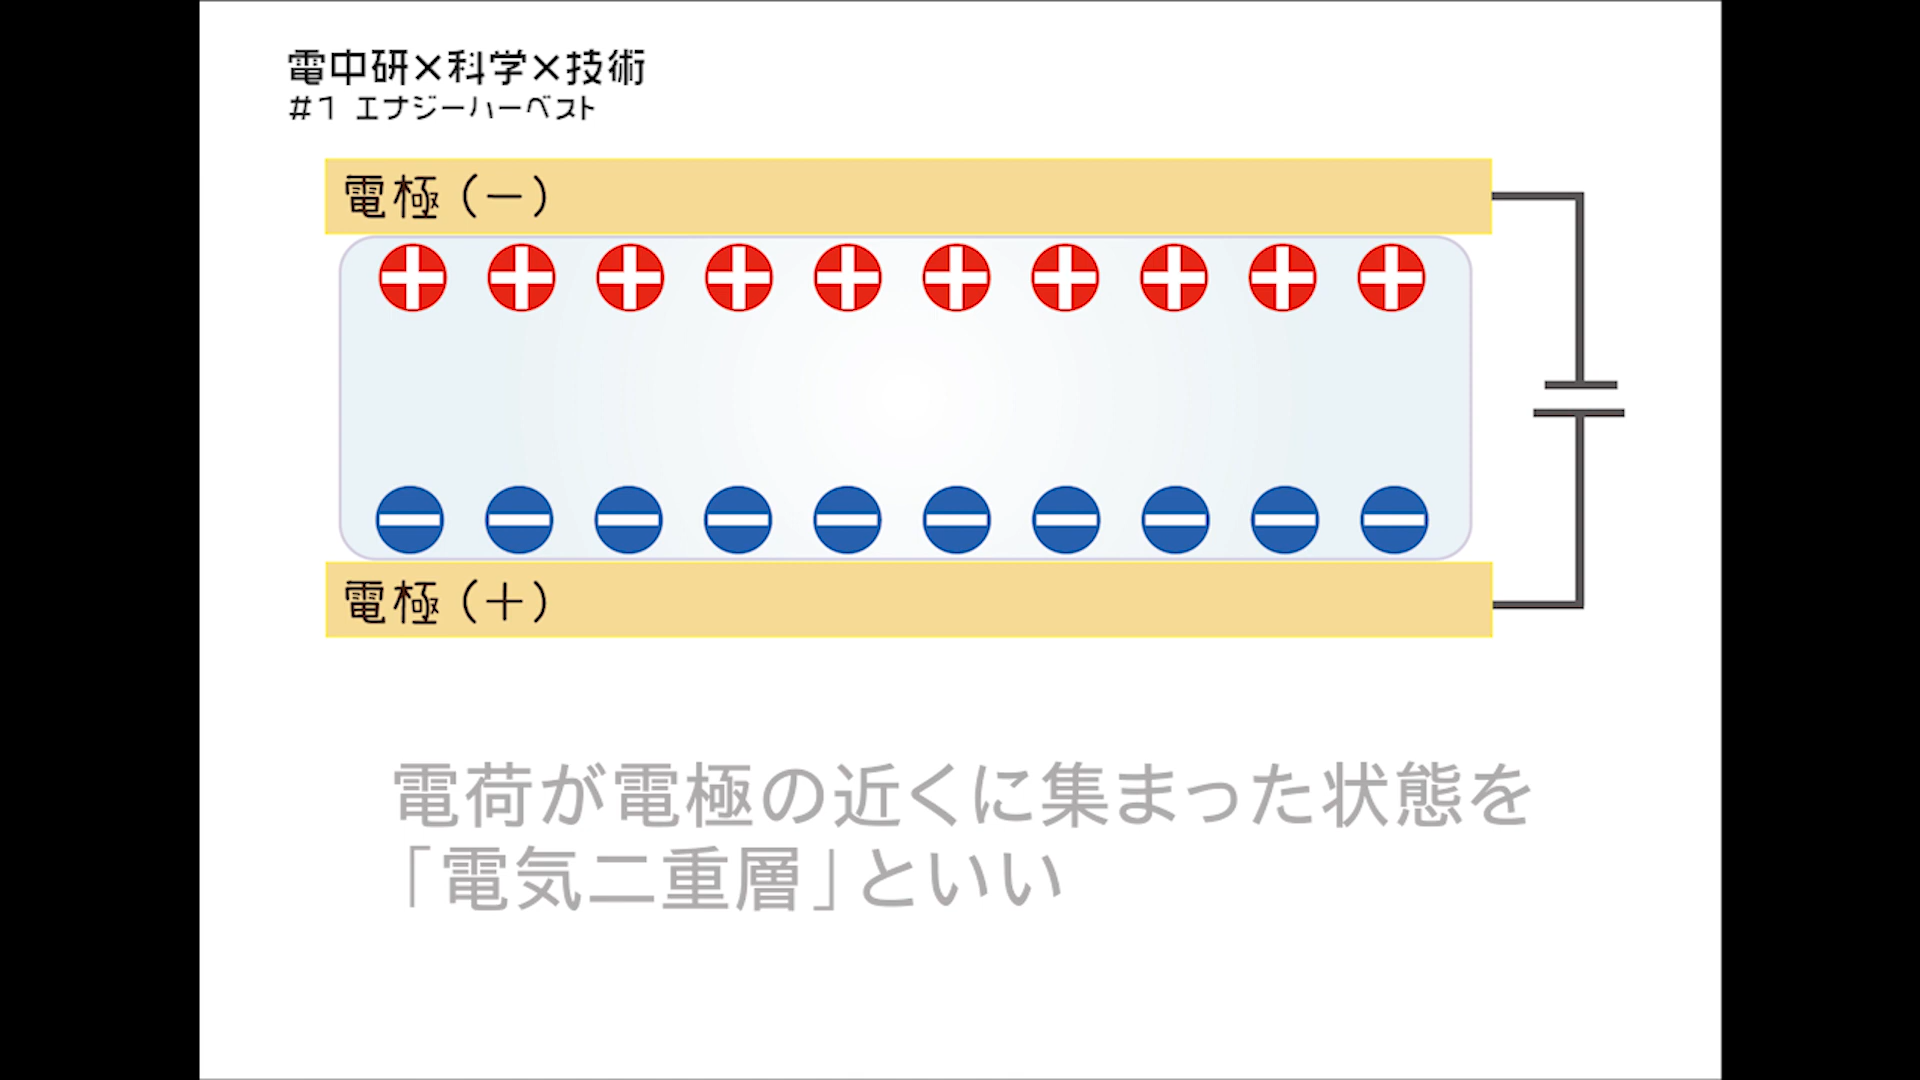 電中研×科学×技術
#1 エナジーハーベスト
電極（－）
電極（＋）
電荷が電極の近くに集まった状態を
「電気二重層」といい